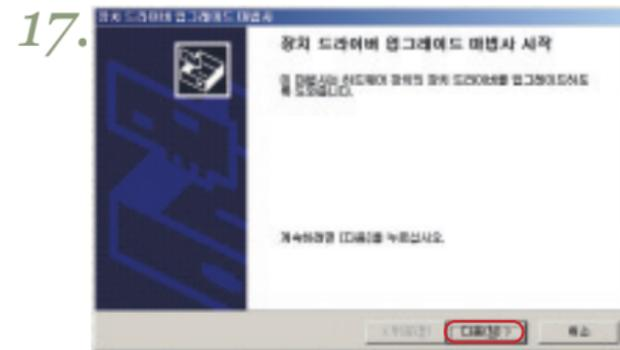 17.
장치 드라이버 업그레이드 마법사
장치 드라이버 업그레이드 마법사 시작
이 마법사는 하드웨어 장치의 장치 드라이버를 업그레이드하도
록 도와줍니다.
계속하려면 [다음]을 누르십시오.
< 뒤로(B)
다음(N) >
취소